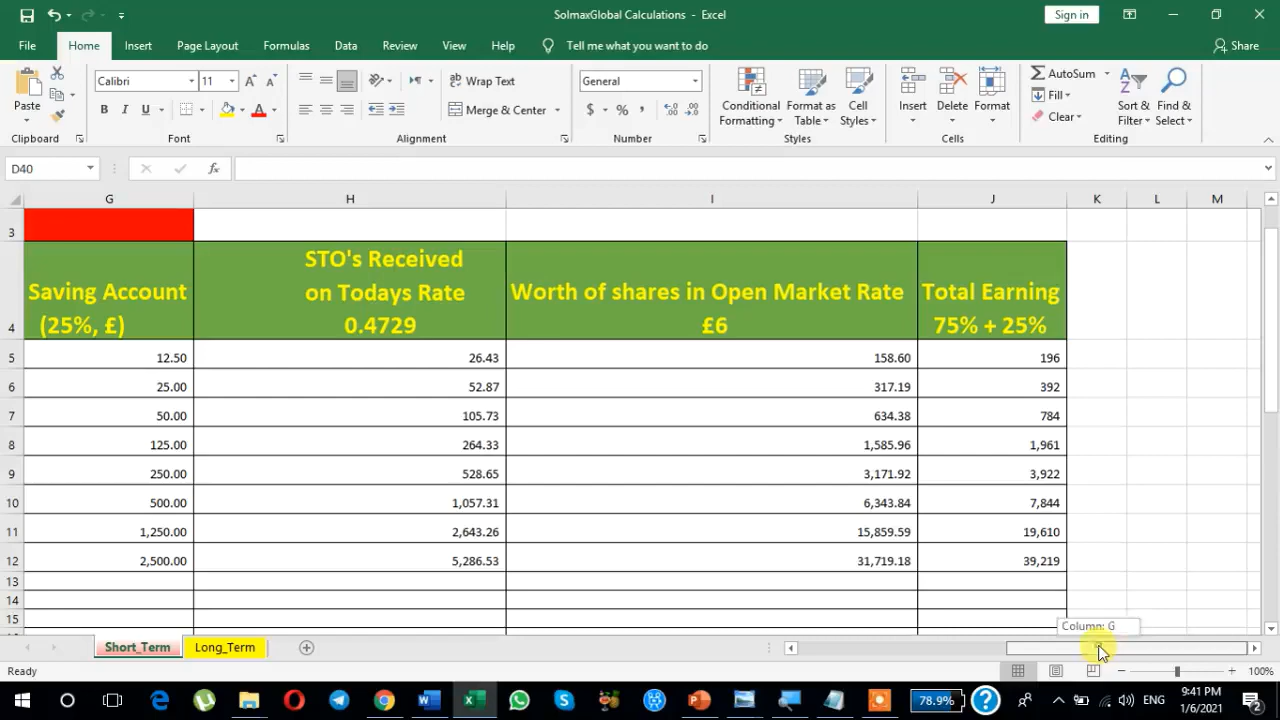 SolmaxGlobal Calculations - Excel
Sign in
File Home Insert Page Layout Formulas Data Review View Help Tell me what you want to do Share
Calibri 11 Wrap Text General AutoSum
Paste Conditional Format as Cell Insert Delete Format Fill Sort & Find &
B I U Merge & Center $ % Formatting Table Styles Clear Filter Select
Clipboard Font Alignment Number Styles Cells Editing
D40 fx
G H I J K L M
3
4 Saving Account (25%, £) STO's Received on Todays Rate 0.4729 Worth of shares in Open Market Rate £6 Total Earning 75% + 25%
5 12.50 26.43 158.60 196
6 25.00 52.87 317.19 392
7 50.00 105.73 634.38 784
8 125.00 264.33 1,585.96 1,961
9 250.00 528.65 3,171.92 3,922
10 500.00 1,057.31 6,343.84 7,844
11 1,250.00 2,643.26 15,859.59 19,610
12 2,500.00 5,286.53 31,719.18 39,219
13
14
15
Column: G
Short_Term Long_Term
Ready 100%
78.9% ENG 9:41 PM
1/6/2021 2